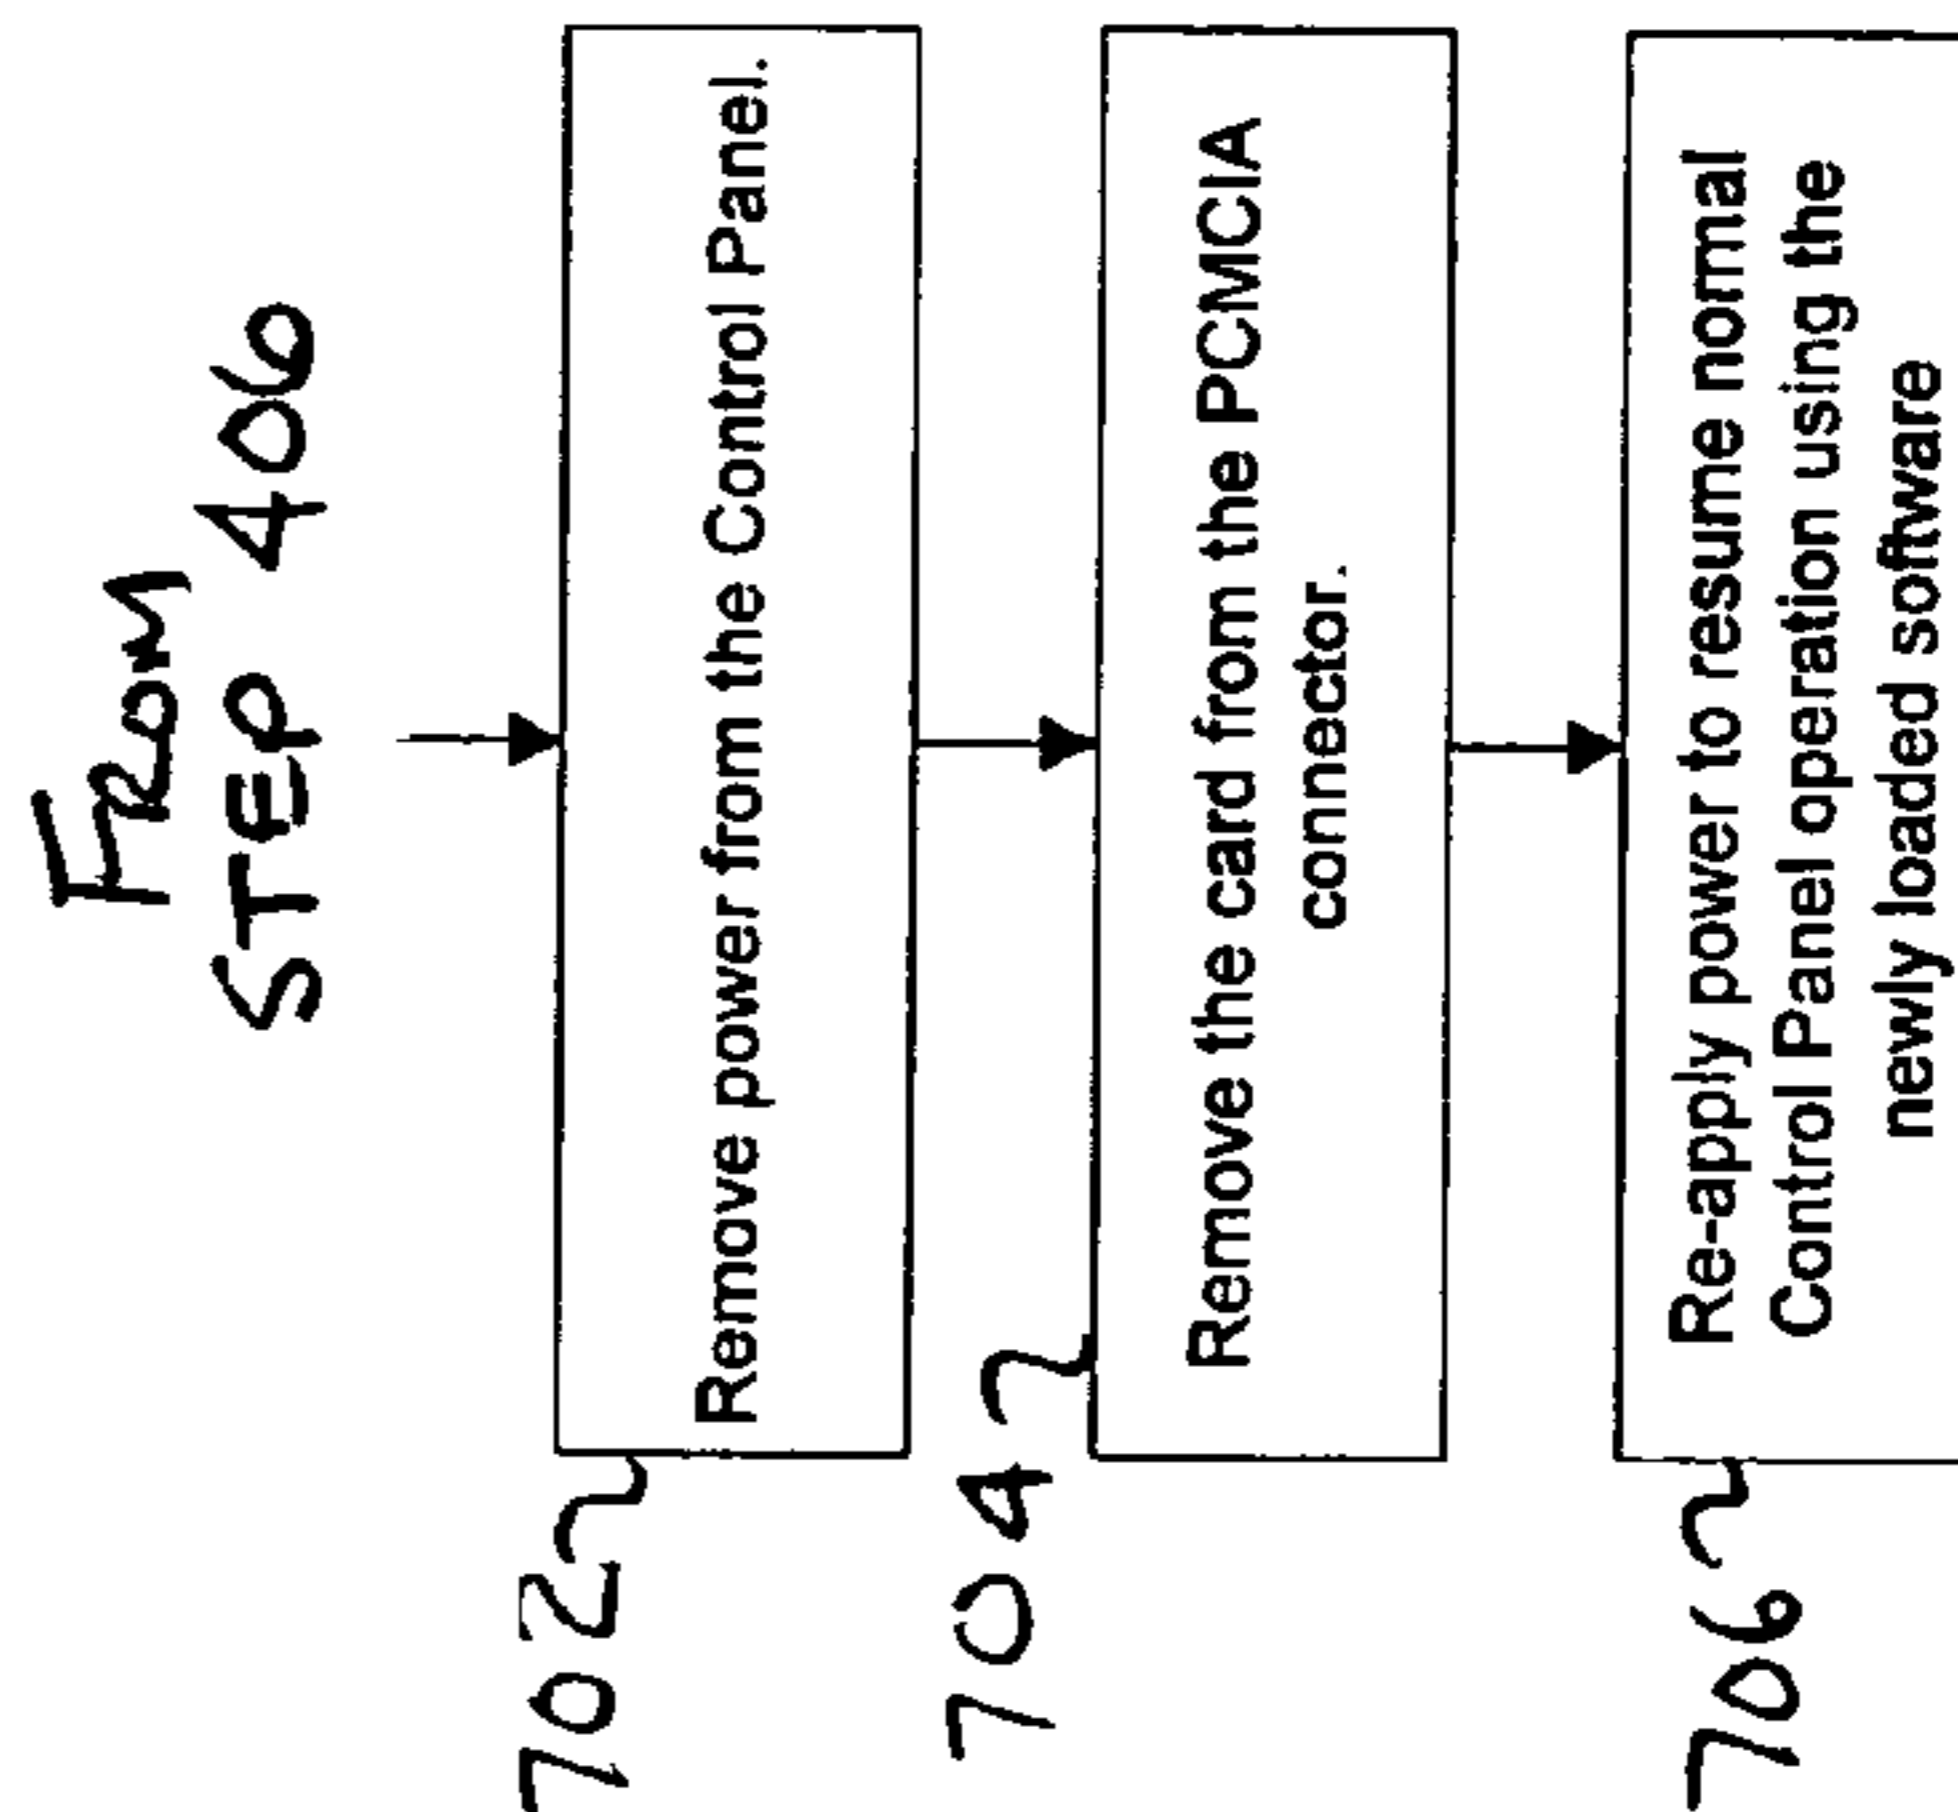 From
STEP 406
702
Remove power from the Control Panel.
704
Remove the card from the PCMCIA
connector.
706
Re-apply power to resume nomal
Control Panel operation using the
newly loaded software